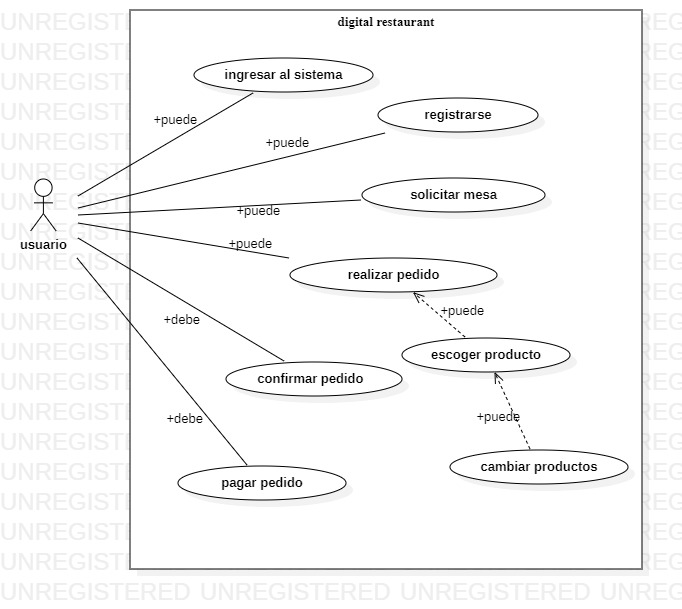 digital restaurant
ingresar al sistema
+puede
registrarse
+puede
solicitar mesa
+puede
usuario
+puede
realizar pedido
+puede
+debe
escoger producto
confirmar pedido
+debe
+puede
cambiar productos
pagar pedido
UNREGISTERED UNREGISTERED UNREGISTERED UNREGISTERED